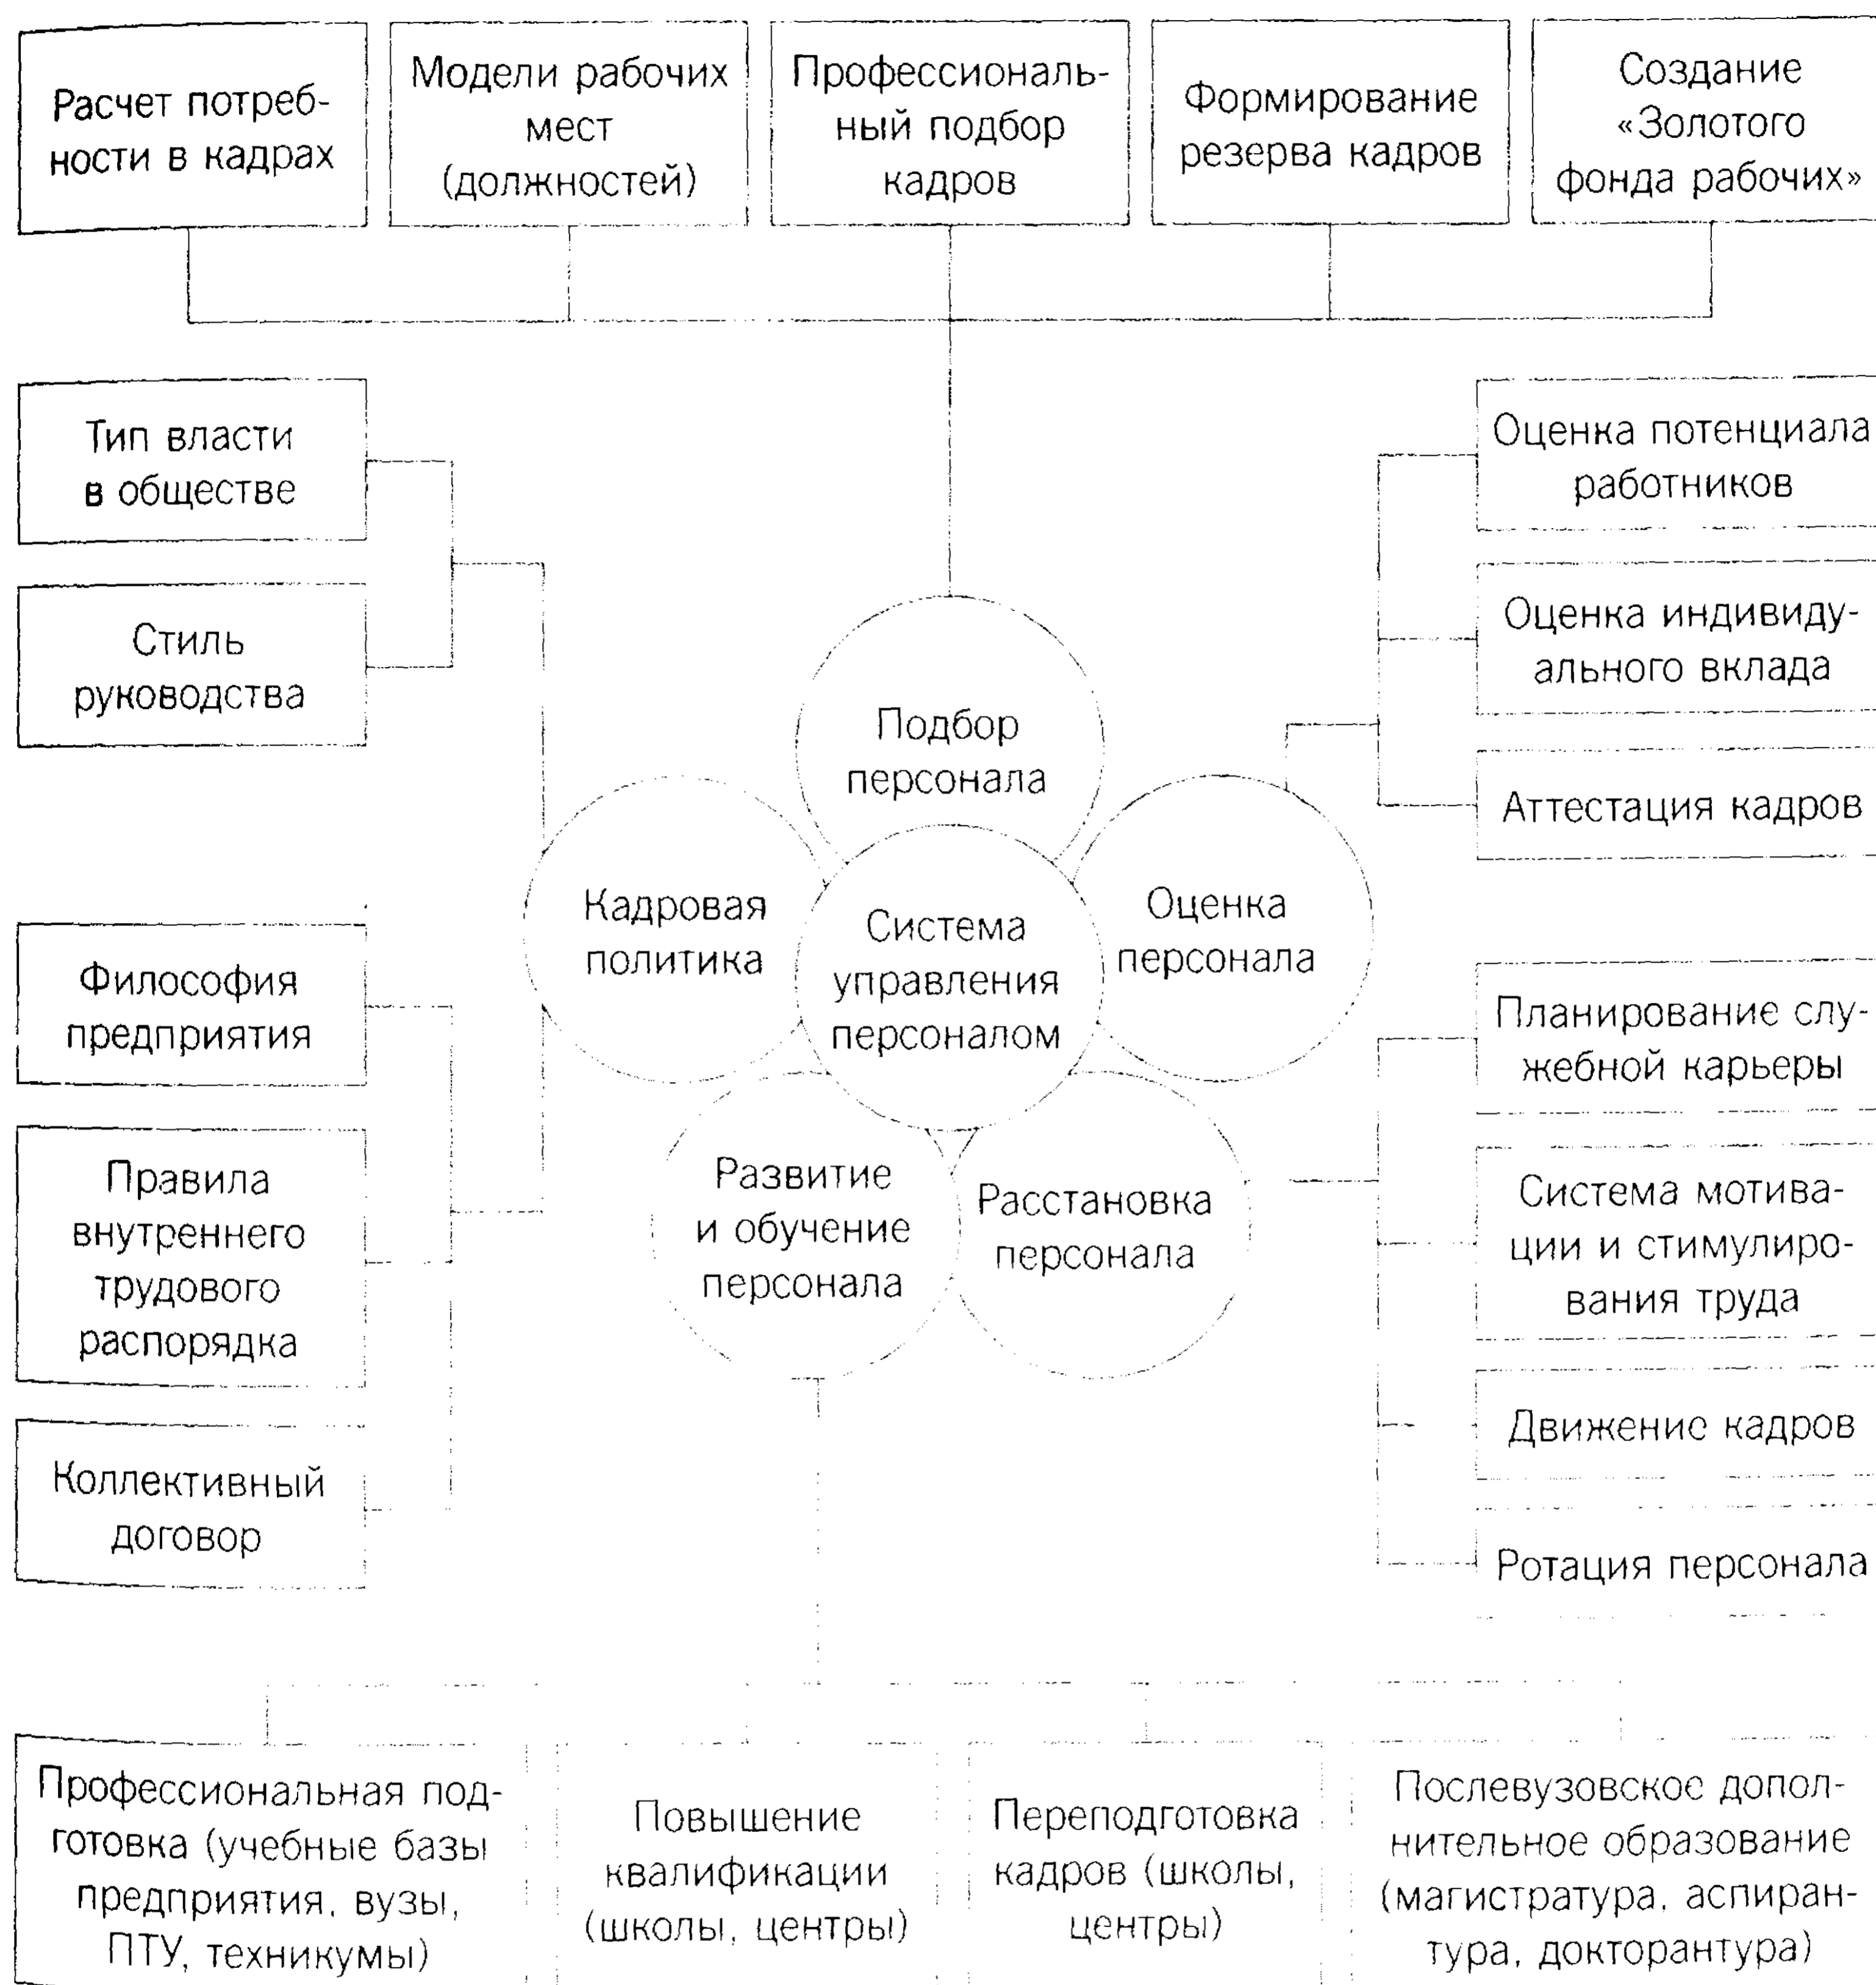 Расчет потреб-
ности в кадрах
Модели рабочих
мест
(должностей)
Профессиональ-
ный подбор
кадров
Формирование
резерва кадров
Создание
«Золотого
фонда рабочих»
Тип власти
в обществе
Стиль
руководства
Оценка потенциала
работников
Оценка индивиду-
ального вклада
Аттестация кадров
Подбор
персонала
Кадровая
политика
Система
управления
персоналом
Оценка
персонала
Развитие
и обучение
персонала
Расстановка
персонала
Философия
предприятия
Правила
внутреннего
трудового
распорядка
Коллективный
договор
Планирование слу-
жебной карьеры
Система мотива-
ции и стимулиро-
вания труда
Движение кадров
Ротация персонала
Профессиональная под-
готовка (учебные базы
предприятия, вузы,
ПТУ, техникумы)
Повышение
квалификации
(школы, центры)
Переподготовка
кадров (школы,
центры)
Послевузовское допол-
нительное образование
(магистратура, аспиран-
тура, докторантура)